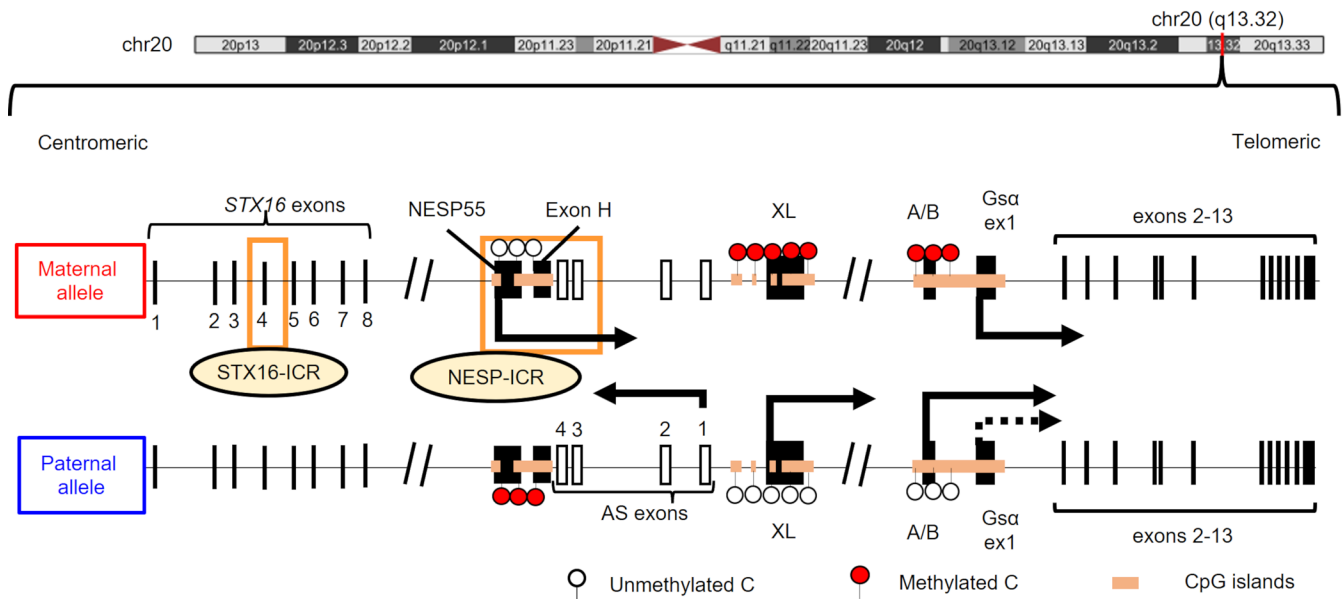 chr20 (q13.32)
chr20 20p13 20p12.3 20p12.2 20p12.1 20p11.23 20p11.21 q11.21 q11.22 20q11.23 20q12 20q13.12 20q13.13 20q13.2 13.32 20q13.33
Centromeric Telomeric
STX16 exons NESP55 Exon H XL A/B Gsα
ex1 exons 2-13
Maternal
allele
1 2 3 4 5 6 7 8
STX16-ICR NESP-ICR
4 3 2 1
Paternal
allele
AS exons XL A/B Gsα
ex1 exons 2-13
Unmethylated C Methylated C CpG islands